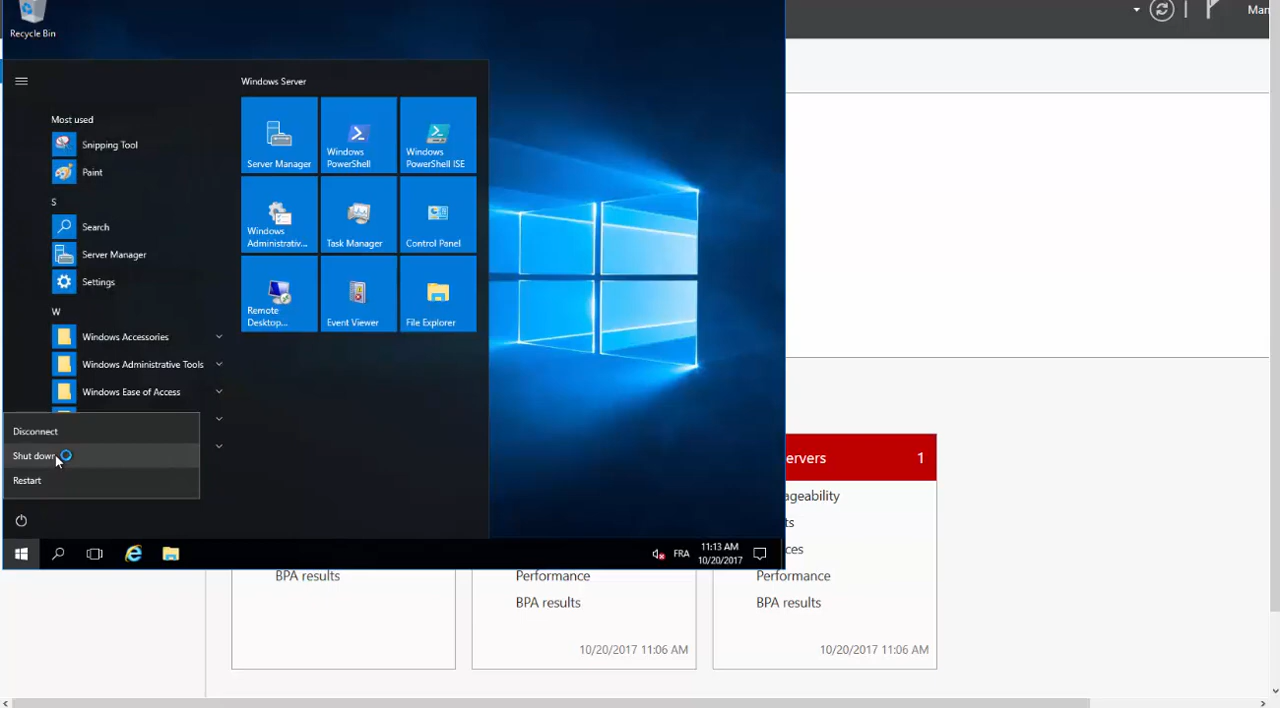 Man
Recycle Bin
Windows Server
Most used
Snipping Tool
Paint
S
Search
Server Manager
Settings
W
Windows Accessories
Windows Administrative Tools
Windows Ease of Access
Server Manager
Windows
PowerShell
Windows
PowerShell ISE
Windows
Administrativ...
Task Manager
Control Panel
Remote
Desktop...
Event Viewer
File Explorer
Disconnect
Shut down
Restart
FRA
11:13 AM
10/20/2017
ervers
1
ageability
ts
ces
BPA results
Performance
BPA results
10/20/2017 11:06 AM
Performance
BPA results
10/20/2017 11:06 AM